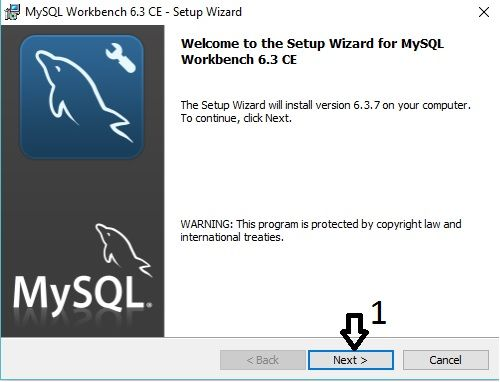 MySQL Workbench 6.3 CE - Setup Wizard
Welcome to the Setup Wizard for MySQL
Workbench 6.3 CE
The Setup Wizard will install version 6.3.7 on your computer.
To continue, click Next.
WARNING: This program is protected by copyright law and
international treaties.
MySQL®
1
< Back
Next >
Cancel